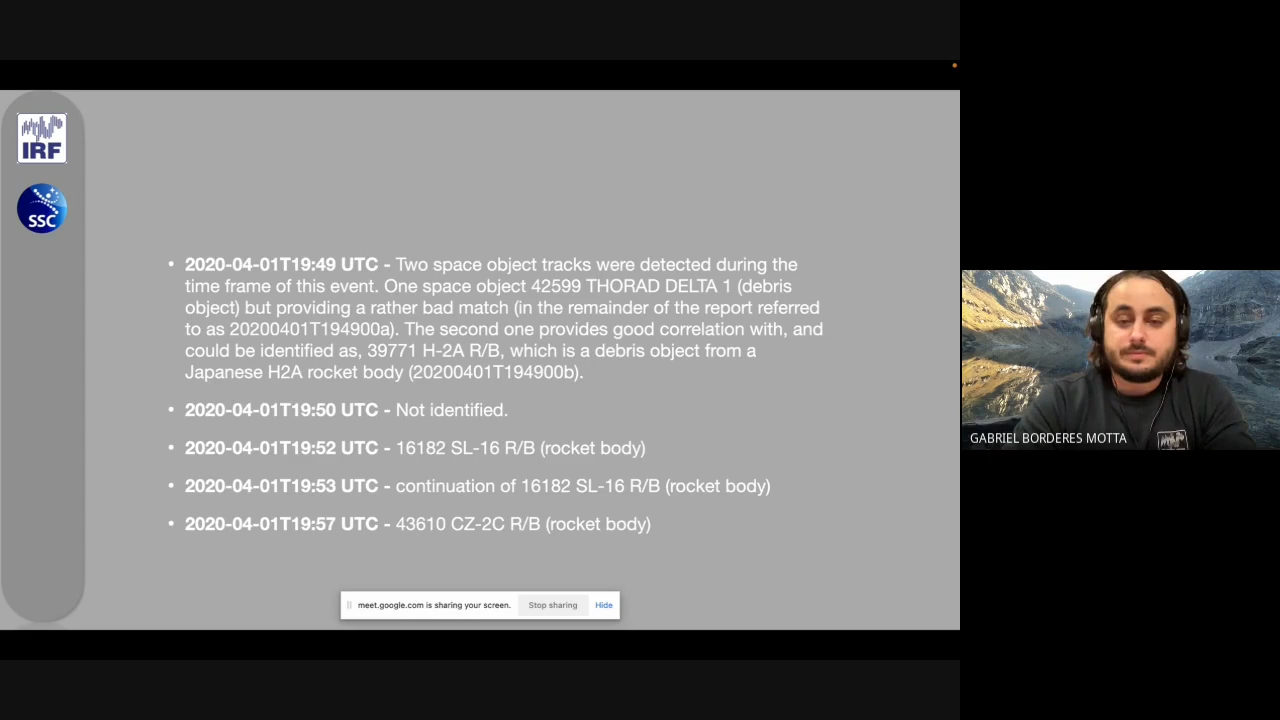 IRF
SSC
• 2020-04-01T19:49 UTC - Two space object tracks were detected during the
time frame of this event. One space object 42599 THORAD DELTA 1 (debris
object) but providing a rather bad match (in the remainder of the report referred
to as 20200401T194900a). The second one provides good correlation with, and
could be identified as, 39771 H-2A R/B, which is a debris object from a
Japanese H2A rocket body (20200401T194900b).
• 2020-04-01T19:50 UTC - Not identified.
• 2020-04-01T19:52 UTC - 16182 SL-16 R/B (rocket body)
• 2020-04-01T19:53 UTC - continuation of 16182 SL-16 R/B (rocket body)
• 2020-04-01T19:57 UTC - 43610 CZ-2C R/B (rocket body)
meet.google.com is sharing your screen. Stop sharing Hide
GABRIEL BORDERES MOTTA